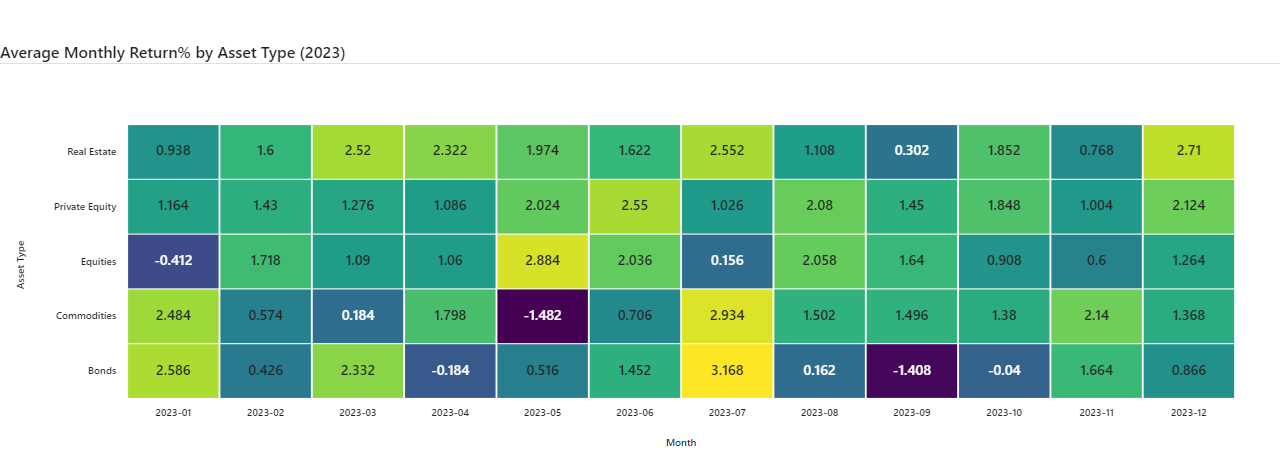 Average Monthly Return% by Asset Type (2023)
Real Estate 0.938 1.6 2.52 2.322 1.974 1.622 2.552 1.108 0.302 1.852 0.768 2.71
Private Equity 1.164 1.43 1.276 1.086 2.024 2.55 1.026 2.08 1.45 1.848 1.004 2.124
Asset Type
Equities -0.412 1.718 1.09 1.06 2.884 2.036 0.156 2.058 1.64 0.908 0.6 1.264
Commodities 2.484 0.574 0.184 1.798 -1.482 0.706 2.934 1.502 1.496 1.38 2.14 1.368
Bonds 2.586 0.426 2.332 -0.184 0.516 1.452 3.168 0.162 -1.408 -0.04 1.664 0.866
2023-01 2023-02 2023-03 2023-04 2023-05 2023-06 2023-07 2023-08 2023-09 2023-10 2023-11 2023-12
Month